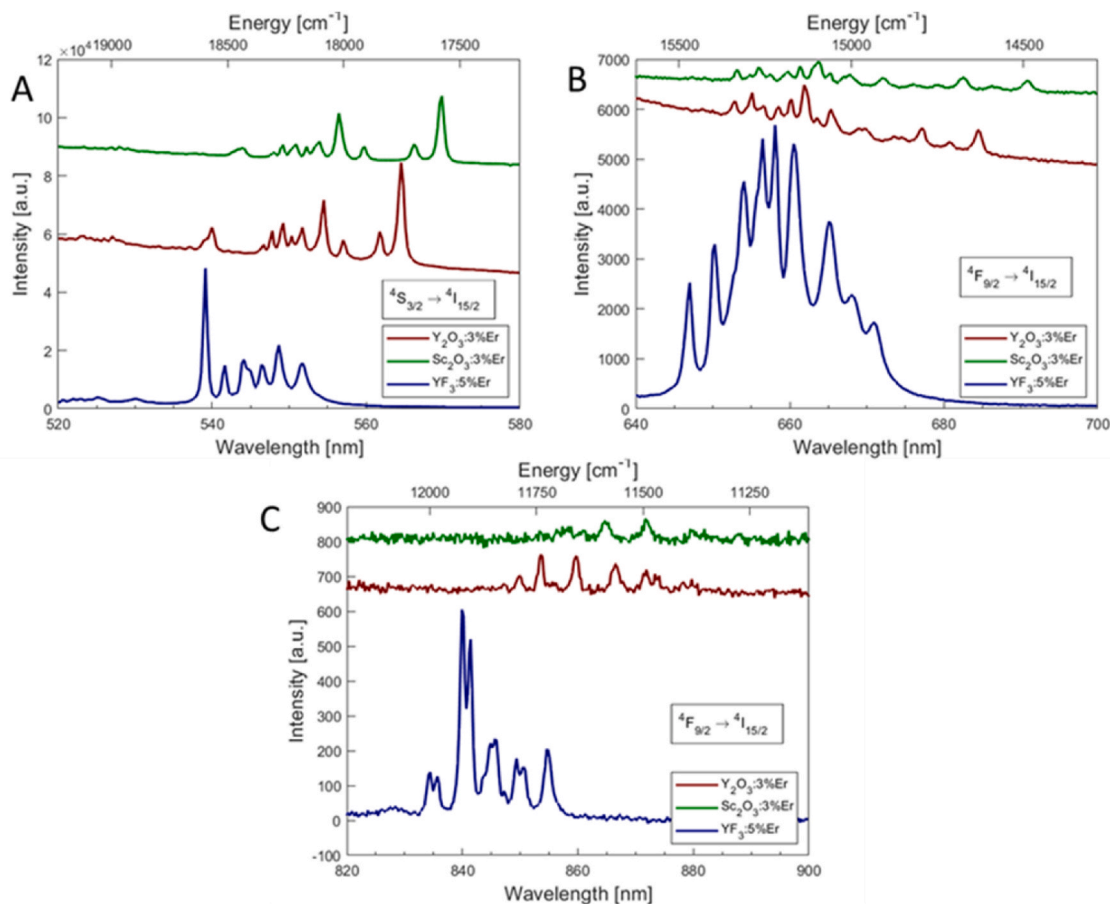 A
Energy [cm⁻¹]
×10⁴ 19000 18500 18000 17500
12
10
8
6
4
2
0
Intensity [a.u.]
⁴S₃/₂ → ⁴I₁₅/₂
Y₂O₃:3%Er
Sc₂O₃:3%Er
YF₃:5%Er
520 540 560 580
Wavelength [nm]
B
Energy [cm⁻¹]
15500 15000 14500
7000
6000
5000
4000
3000
2000
1000
0
Intensity [a.u.]
⁴F₉/₂ → ⁴I₁₅/₂
Y₂O₃:3%Er
Sc₂O₃:3%Er
YF₃:5%Er
640 660 680 700
Wavelength [nm]
C
Energy [cm⁻¹]
12000 11750 11500 11250
900
800
700
600
500
400
300
200
100
0
-100
Intensity [a.u.]
⁴F₉/₂ → ⁴I₁₅/₂
Y₂O₃:3%Er
Sc₂O₃:3%Er
YF₃:5%Er
820 840 860 880 900
Wavelength [nm]